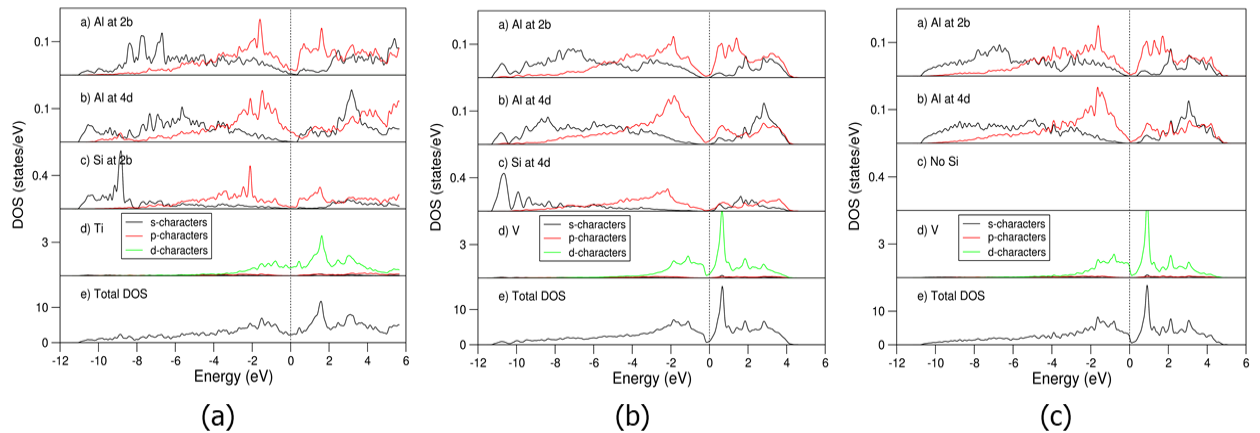 a) Al at 2b
0.1
b) Al at 4d
0.1
c) Si at 2b
0.4
d) Ti
s-characters
p-characters
d-characters
3
e) Total DOS
10
0
-12 -10 -8 -6 -4 -2 0 2 4 6
Energy (eV)
DOS (states/eV)
(a)
a) Al at 2b
0.1
b) Al at 4d
0.1
c) Si at 4d
0.4
d) V
s-characters
p-characters
d-characters
3
e) Total DOS
10
0
-12 -10 -8 -6 -4 -2 0 2 4 6
Energy (eV)
DOS (states/eV)
(b)
a) Al at 2b
0.1
b) Al at 4d
0.1
c) No Si
0.4
d) V
s-characters
p-characters
d-characters
3
e) Total DOS
10
0
-12 -10 -8 -6 -4 -2 0 2 4 6
Energy (eV)
DOS (states/eV)
(c)